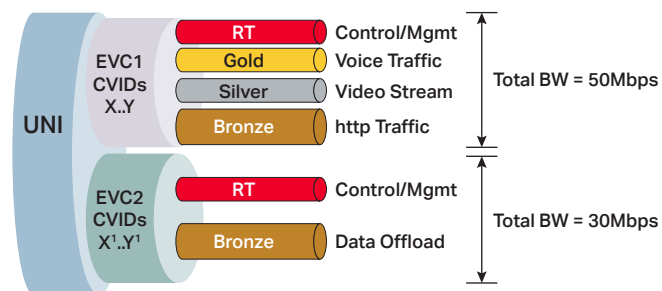 UNI
EVC1
CVIDs
X..Y
RT Control/Mgmt
Gold Voice Traffic
Silver Video Stream
Bronze http Traffic
Total BW = 50Mbps
EVC2
CVIDs
X¹..Y¹
RT Control/Mgmt
Bronze Data Offload
Total BW = 30Mbps